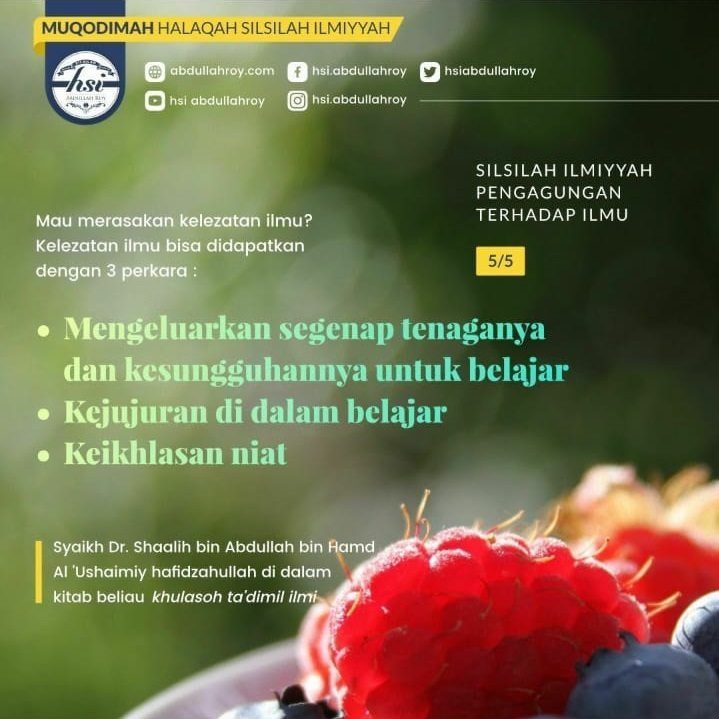 MUQODIMAH HALAQAH SILSILAH ILMIYYAH
HALAQAH SILSILAH
hsi
ABDULLAH ROY
abdullahroy.com
hsi.abdullahroy
hsiabdullahroy
hsi abdullahroy
hsi.abdullahroy
SILSILAH ILMIYYAH
PENGAGUNGAN
TERHADAP ILMU
5/5
Mau merasakan kelezatan ilmu?
Kelezatan ilmu bisa didapatkan
dengan 3 perkara :
• Mengeluarkan segenap tenaganya
dan kesungguhannya untuk belajar
• Kejujuran di dalam belajar
• Keikhlasan niat
Syaikh Dr. Shaalih bin Abdullah bin Hamd
Al 'Ushaimiy hafidzahullah di dalam
kitab beliau khulasoh ta'dimil ilmi